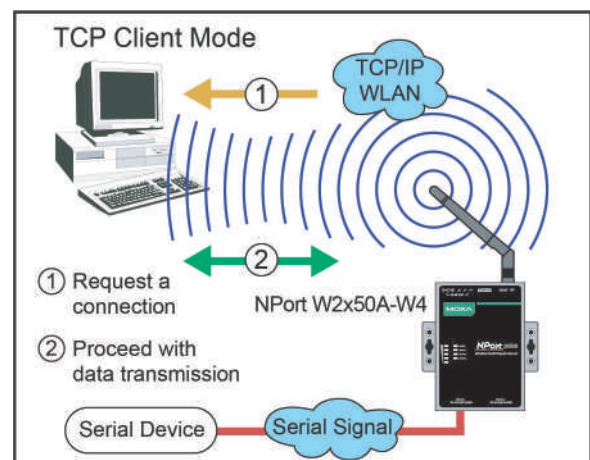 TCP Client Mode
TCP/IP
WLAN
1
2
1 Request a
connection
NPort W2x50A-W4
MOXA
NPort
2 Proceed with
data transmission
Serial Device
Serial Signal